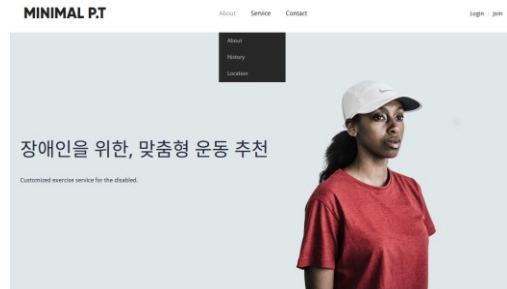 MINIMAL P.T
About Service Contact
Login | Join
About
History
Location
장애인을 위한, 맞춤형 운동 추천
Customized exercise service for the disabled.